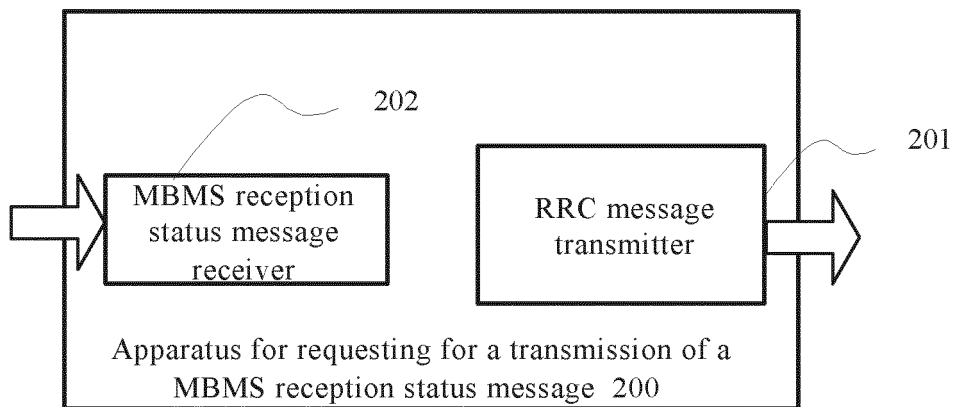 202
201
MBMS reception
status message
receiver
RRC message
transmitter
Apparatus for requesting for a transmission of a
MBMS reception status message 200